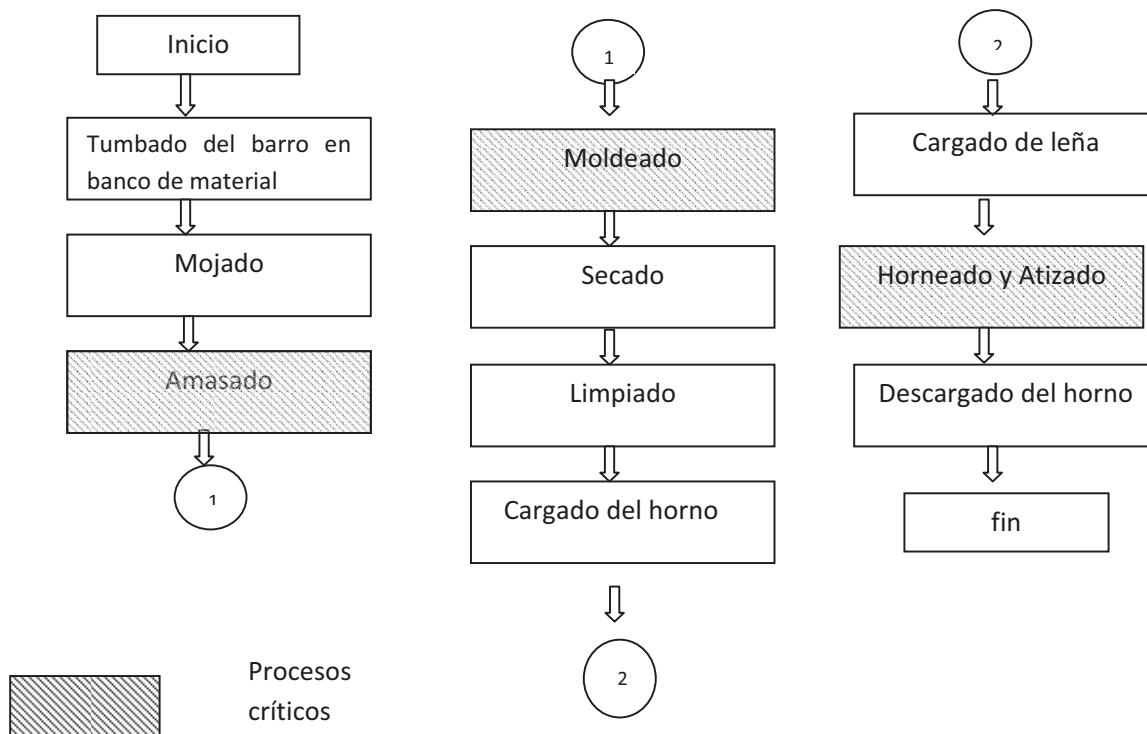 Inicio
Tumbado del barro en
banco de material
Mojado
Amasado
1
1
Moldeado
Secado
Limpiado
Cargado del horno
2
2
Cargado de leña
Horneado y Atizado
Descargado del horno
fin
Procesos
críticos